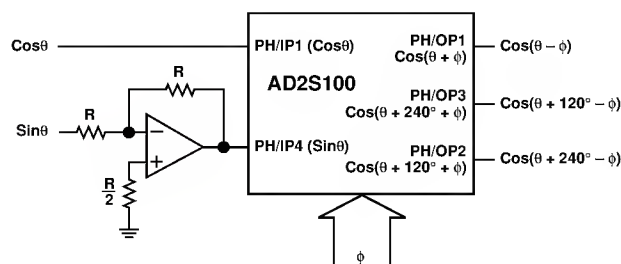 Cosθ
PH/IP1 (Cosθ)
PH/OP1
Cos(θ + ϕ)
Cos(θ – ϕ)
AD2S100
R
R
Sinθ
–
+
PH/IP4 (Sinθ)
PH/OP3
Cos(θ + 240° + ϕ)
Cos(θ + 120° – ϕ)
PH/OP2
Cos(θ + 120° + ϕ)
Cos(θ + 240° – ϕ)
R
2
ϕ